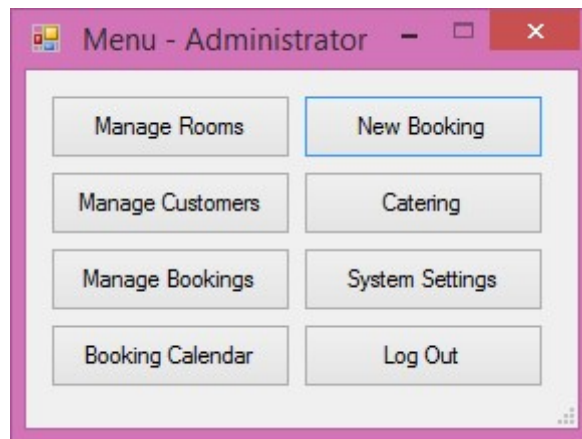 Menu - Administrator
Manage Rooms
New Booking
Manage Customers
Catering
Manage Bookings
System Settings
Booking Calendar
Log Out